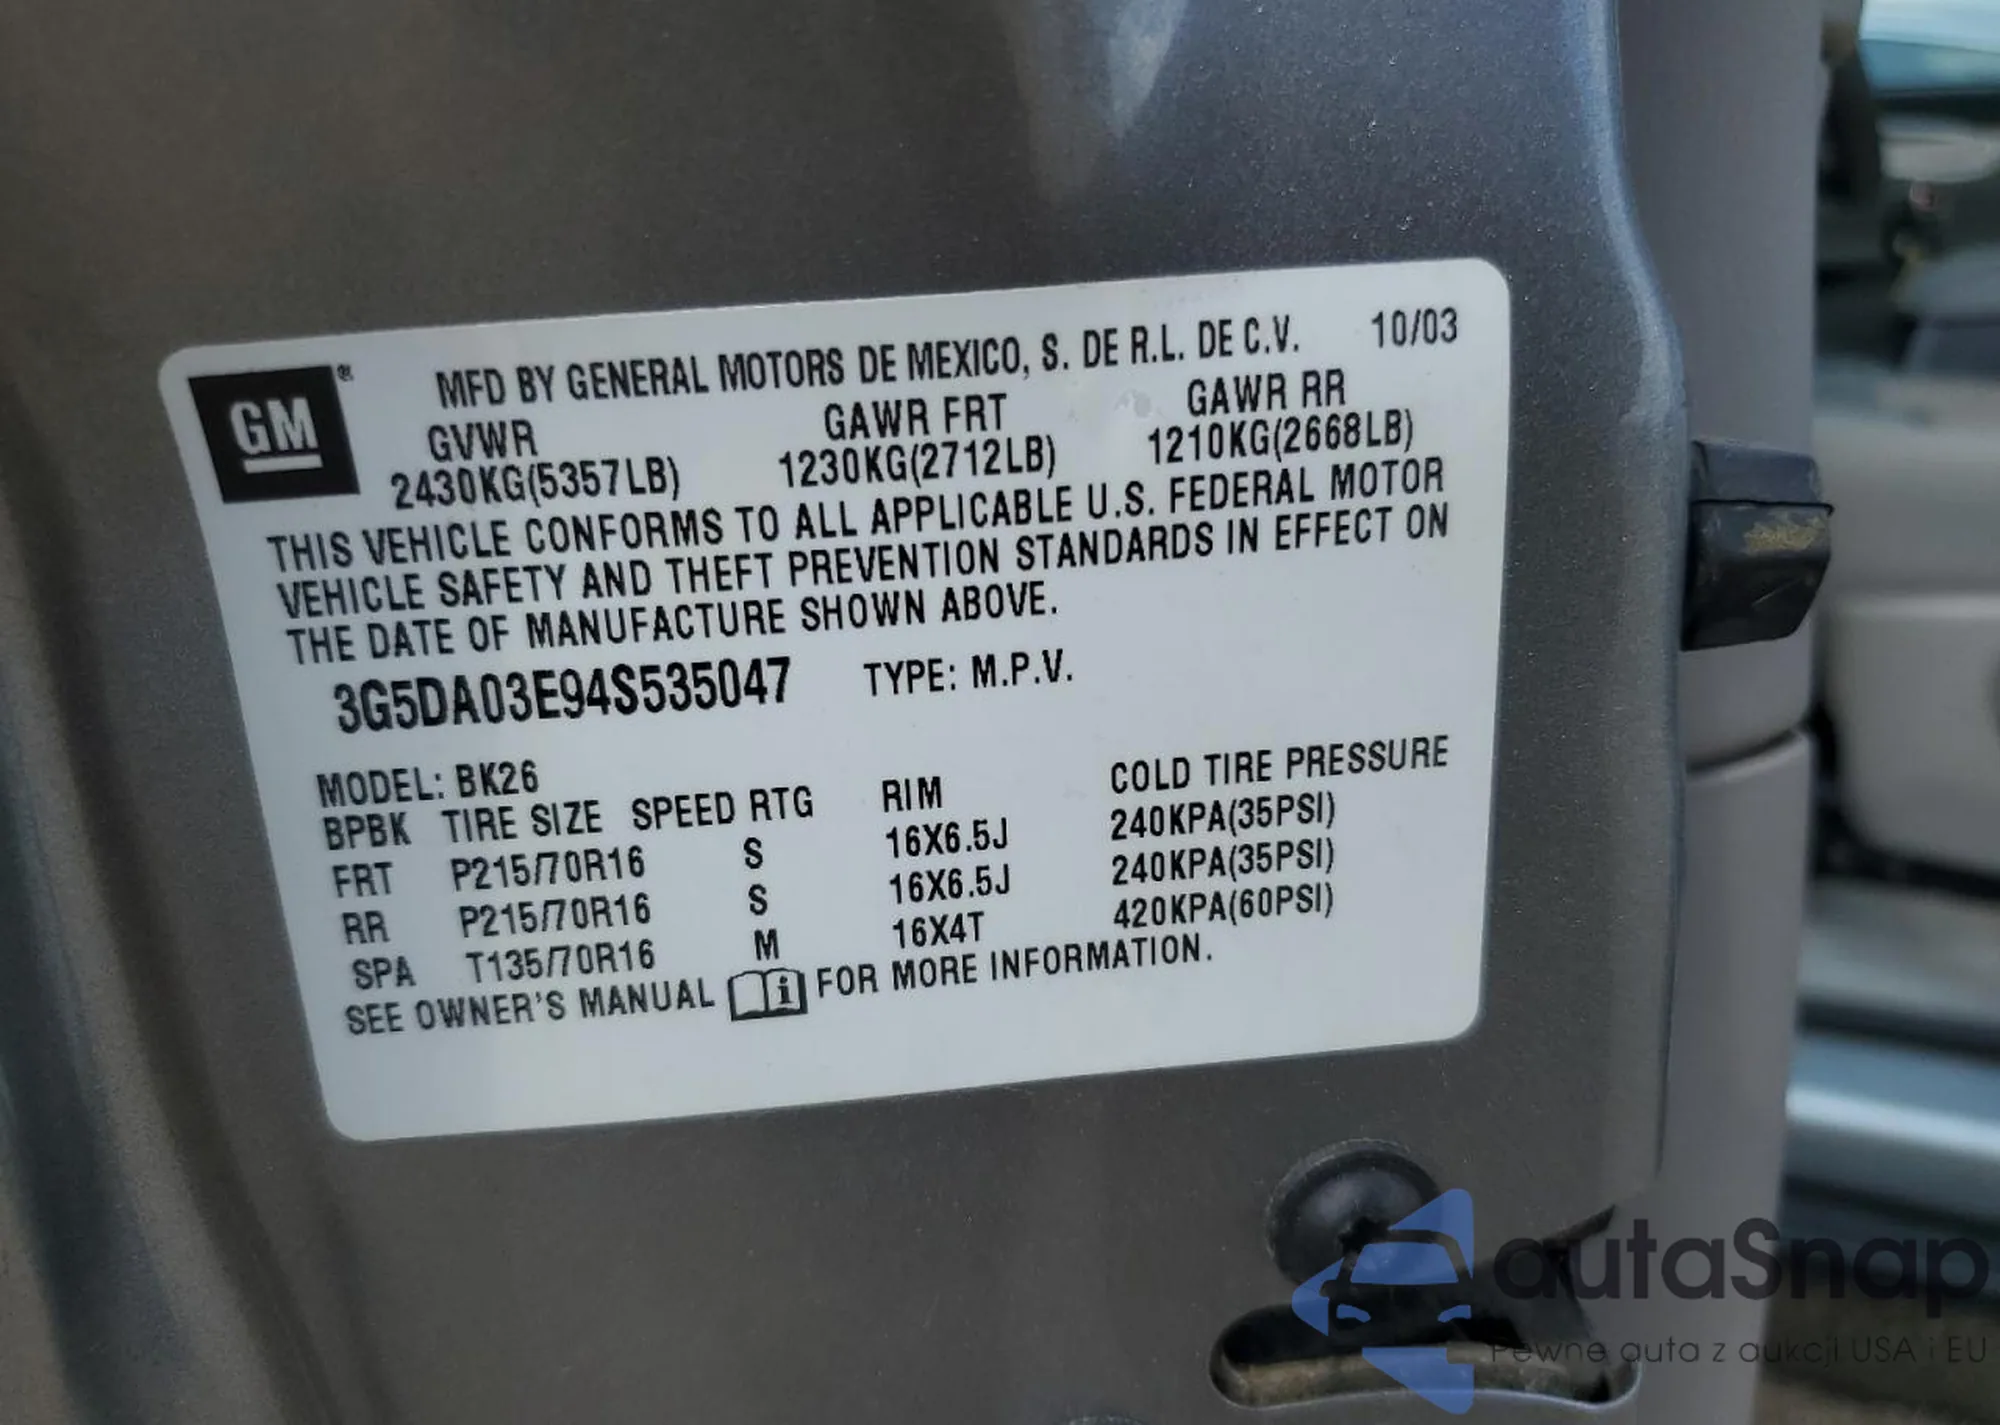 GM®
MFD BY GENERAL MOTORS DE MEXICO, S. DE R.L. DE C.V. 10/03
GVWR GAWR FRT GAWR RR
2430KG(5357LB) 1230KG(2712LB) 1210KG(2668LB)
THIS VEHICLE CONFORMS TO ALL APPLICABLE U.S. FEDERAL MOTOR
VEHICLE SAFETY AND THEFT PREVENTION STANDARDS IN EFFECT ON
THE DATE OF MANUFACTURE SHOWN ABOVE.
3G5DA03E94S535047 TYPE: M.P.V.
MODEL: BK26
BPBK TIRE SIZE SPEED RTG RIM COLD TIRE PRESSURE
FRT P215/70R16 S 16X6.5J 240KPA(35PSI)
RR P215/70R16 S 16X6.5J 240KPA(35PSI)
SPA T135/70R16 M 16X4T 420KPA(60PSI)
SEE OWNER'S MANUAL i FOR MORE INFORMATION.
autaSnap
Pewne auta z aukcji USA i EU